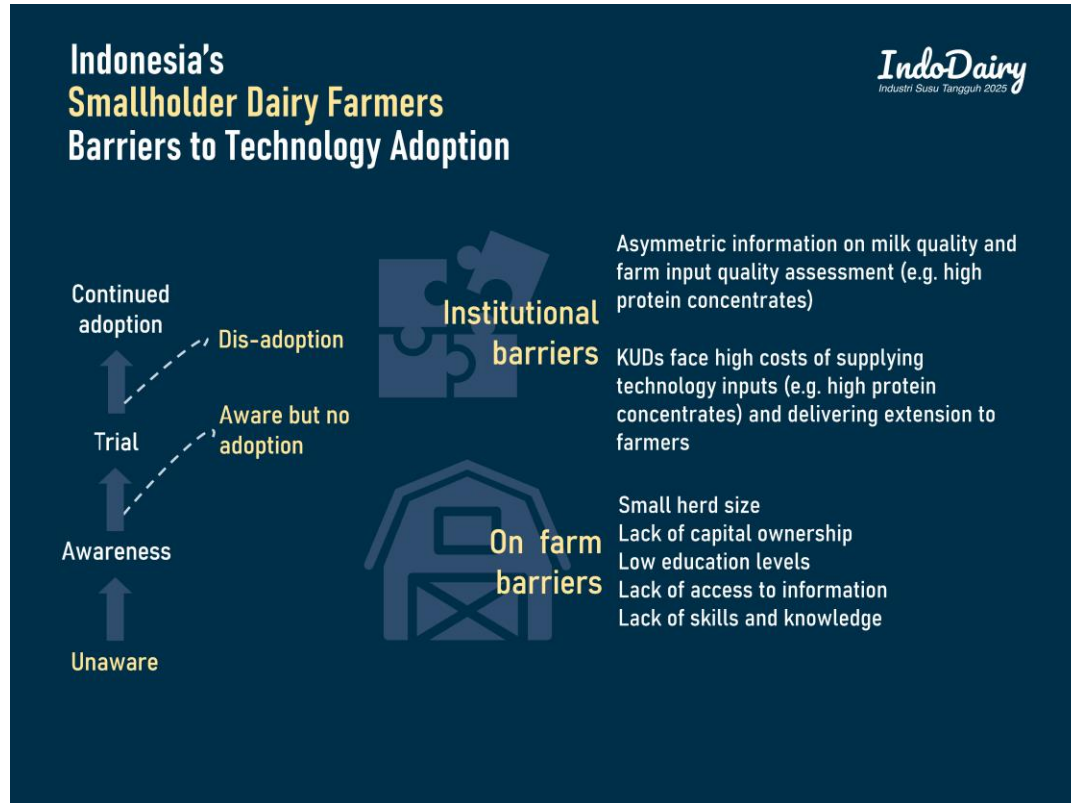 Indonesia's
Smallholder Dairy Farmers
Barriers to Technology Adoption
IndoDairy
Industri Susu Tangguh 2025
Continued
adoption
Dis-adoption
Aware but no
adoption
Trial
Awareness
Unaware
Institutional
barriers
Asymmetric information on milk quality and
farm input quality assessment (e.g. high
protein concentrates)
KUDs face high costs of supplying
technology inputs (e.g. high protein
concentrates) and delivering extension to
farmers
On farm
barriers
Small herd size
Lack of capital ownership
Low education levels
Lack of access to information
Lack of skills and knowledge